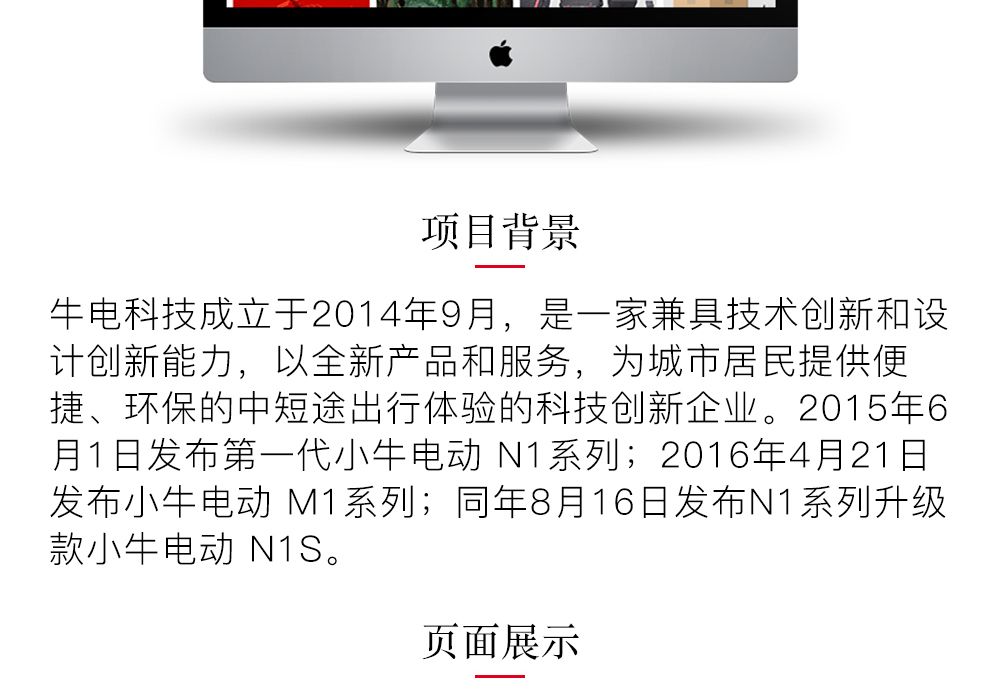 项目背景
牛电科技成立于2014年9月，是一家兼具技术创新和设
计创新能力，以全新产品和服务，为城市居民提供便
捷、环保的中短途出行体验的科技创新企业。2015年6
月1日发布第一代小牛电动 N1系列；2016年4月21日
发布小牛电动 M1系列；同年8月16日发布N1系列升级
款小牛电动 N1S。
页面展示